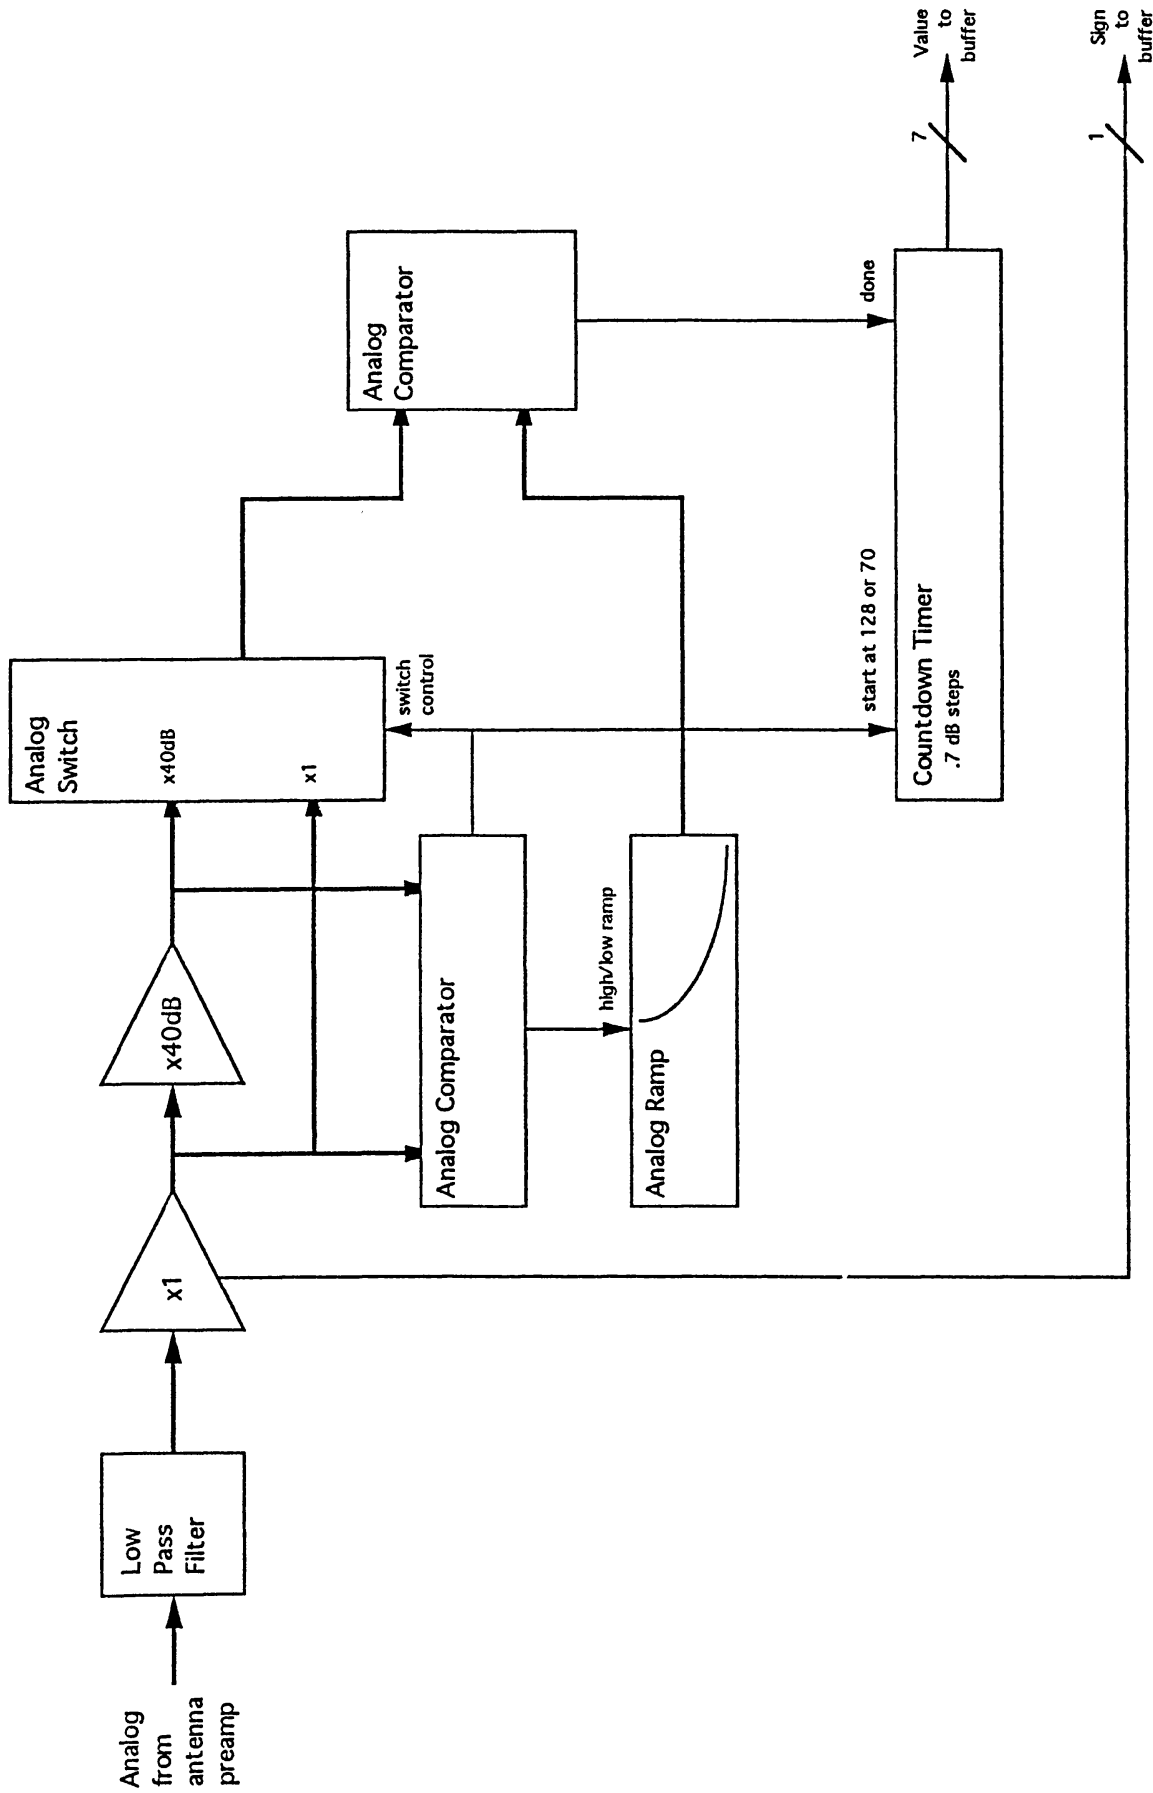 Analog
from
antenna
preamp
Low
Pass
Filter
x1
x40dB
Analog
Switch
x40dB
x1
switch
control
Analog Comparator
high/low ramp
Analog Ramp
Analog
Comparator
start at 128 or 70
done
Countdown Timer
.7 dB steps
7
Value
to
buffer
1
Sign
to
buffer